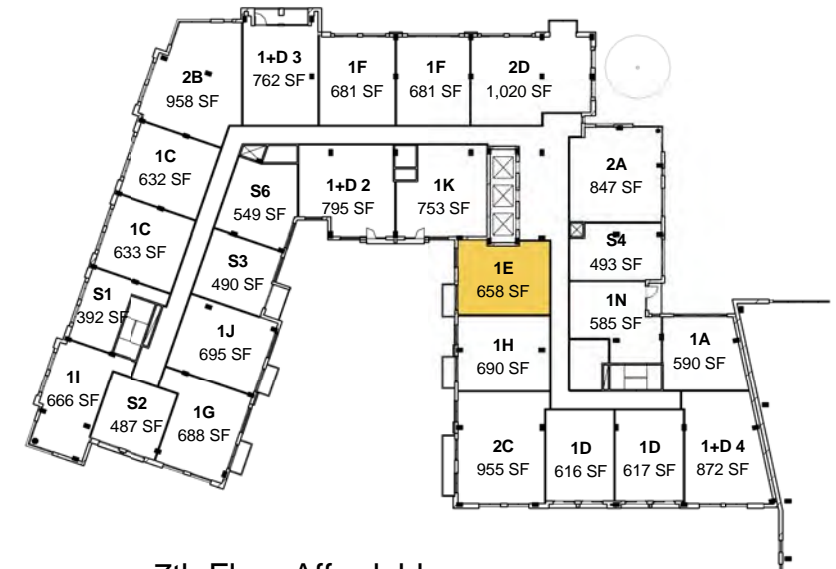 1+D 3
762 SF
1F
681 SF
1F
681 SF
2D
1,020 SF
2B
958 SF
1C
632 SF
S6
549 SF
1+D 2
795 SF
1K
753 SF
2A
847 SF
1C
633 SF
S3
490 SF
S4
493 SF
1E
658 SF
S1
392 SF
1J
695 SF
1N
585 SF
1H
690 SF
1A
590 SF
1I
666 SF
S2
487 SF
1G
688 SF
2C
955 SF
1D
616 SF
1D
617 SF
1+D 4
872 SF